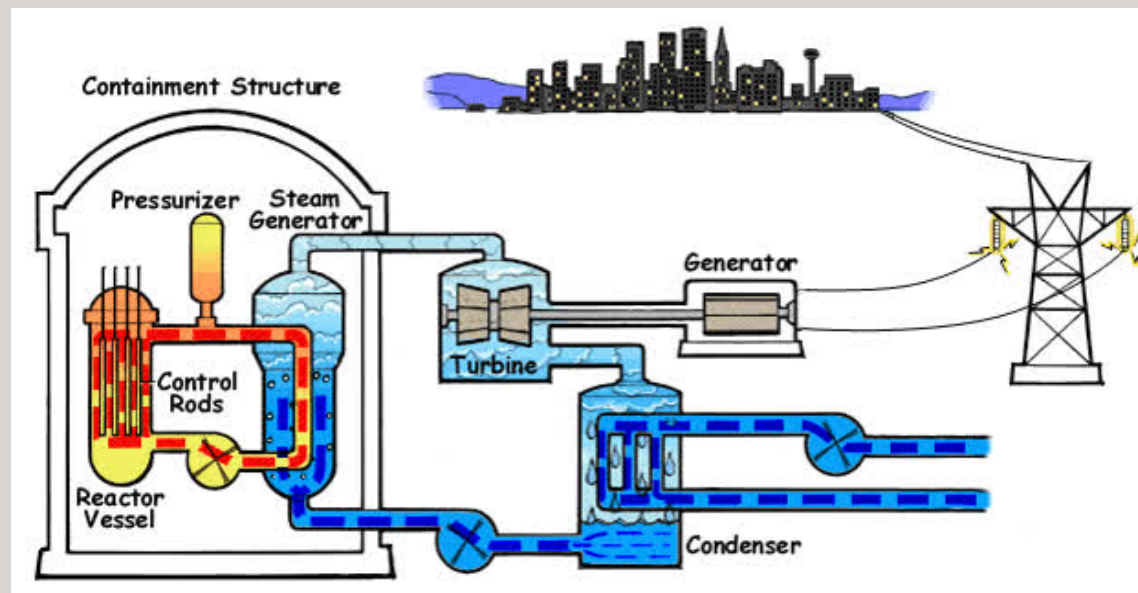 Containment Structure
Pressurizer
Steam
Generator
Generator
Turbine
Control
Rods
Reactor
Vessel
Condenser